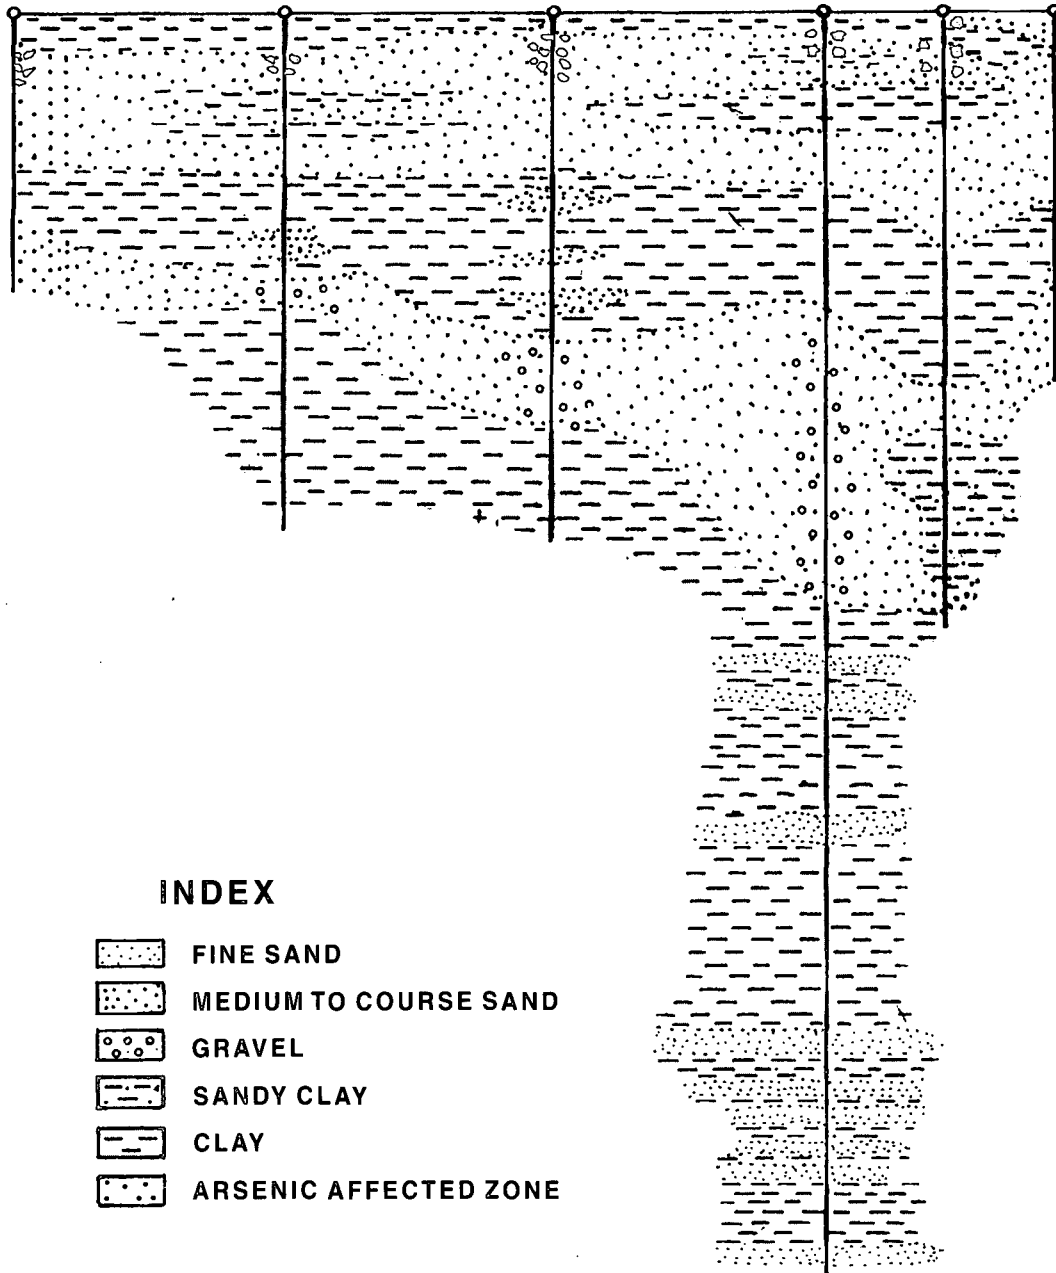 INDEX
FINE SAND
MEDIUM TO COURSE SAND
GRAVEL
SANDY CLAY
CLAY
ARSENIC AFFECTED ZONE